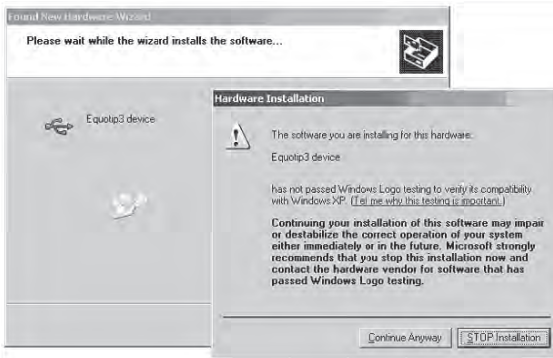 Found New Hardware Wizard
Please wait while the wizard installs the software...
Equotip3 device
Hardware Installation
The software you are installing for this hardware:
Equotip3 device
has not passed Windows Logo testing to verify its compatibility
with Windows XP. (Tell me why this testing is important.)
Continuing your installation of this software may impair
or destabilize the correct operation of your system
either immediately or in the future. Microsoft strongly
recommends that you stop this installation now and
contact the hardware vendor for software that has
passed Windows Logo testing.
Continue Anyway
STOP Installation